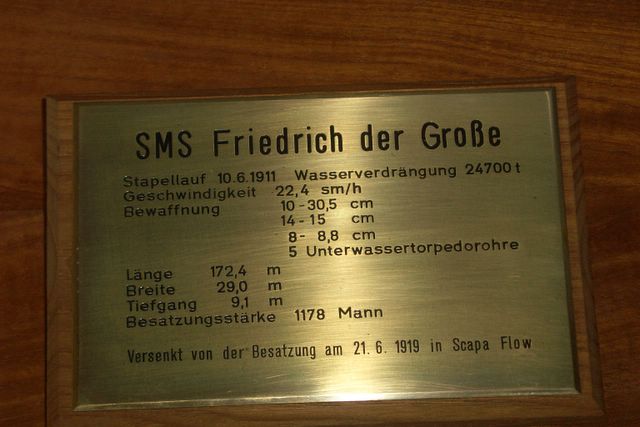 SMS Friedrich der Große
Stapellauf 10.6.1911 Wasserverdrängung 24700 t
Geschwindigkeit 22,4 sm/h
Bewaffnung 10-30,5 cm
14-15 cm
8- 8,8 cm
5 Unterwassertorpedorohre
Länge 172,4 m
Breite 29,0 m
Tiefgang 9,1 m
Besatzungsstärke 1178 Mann
Versenkt von der Besatzung am 21. 6. 1919 in Scapa Flow